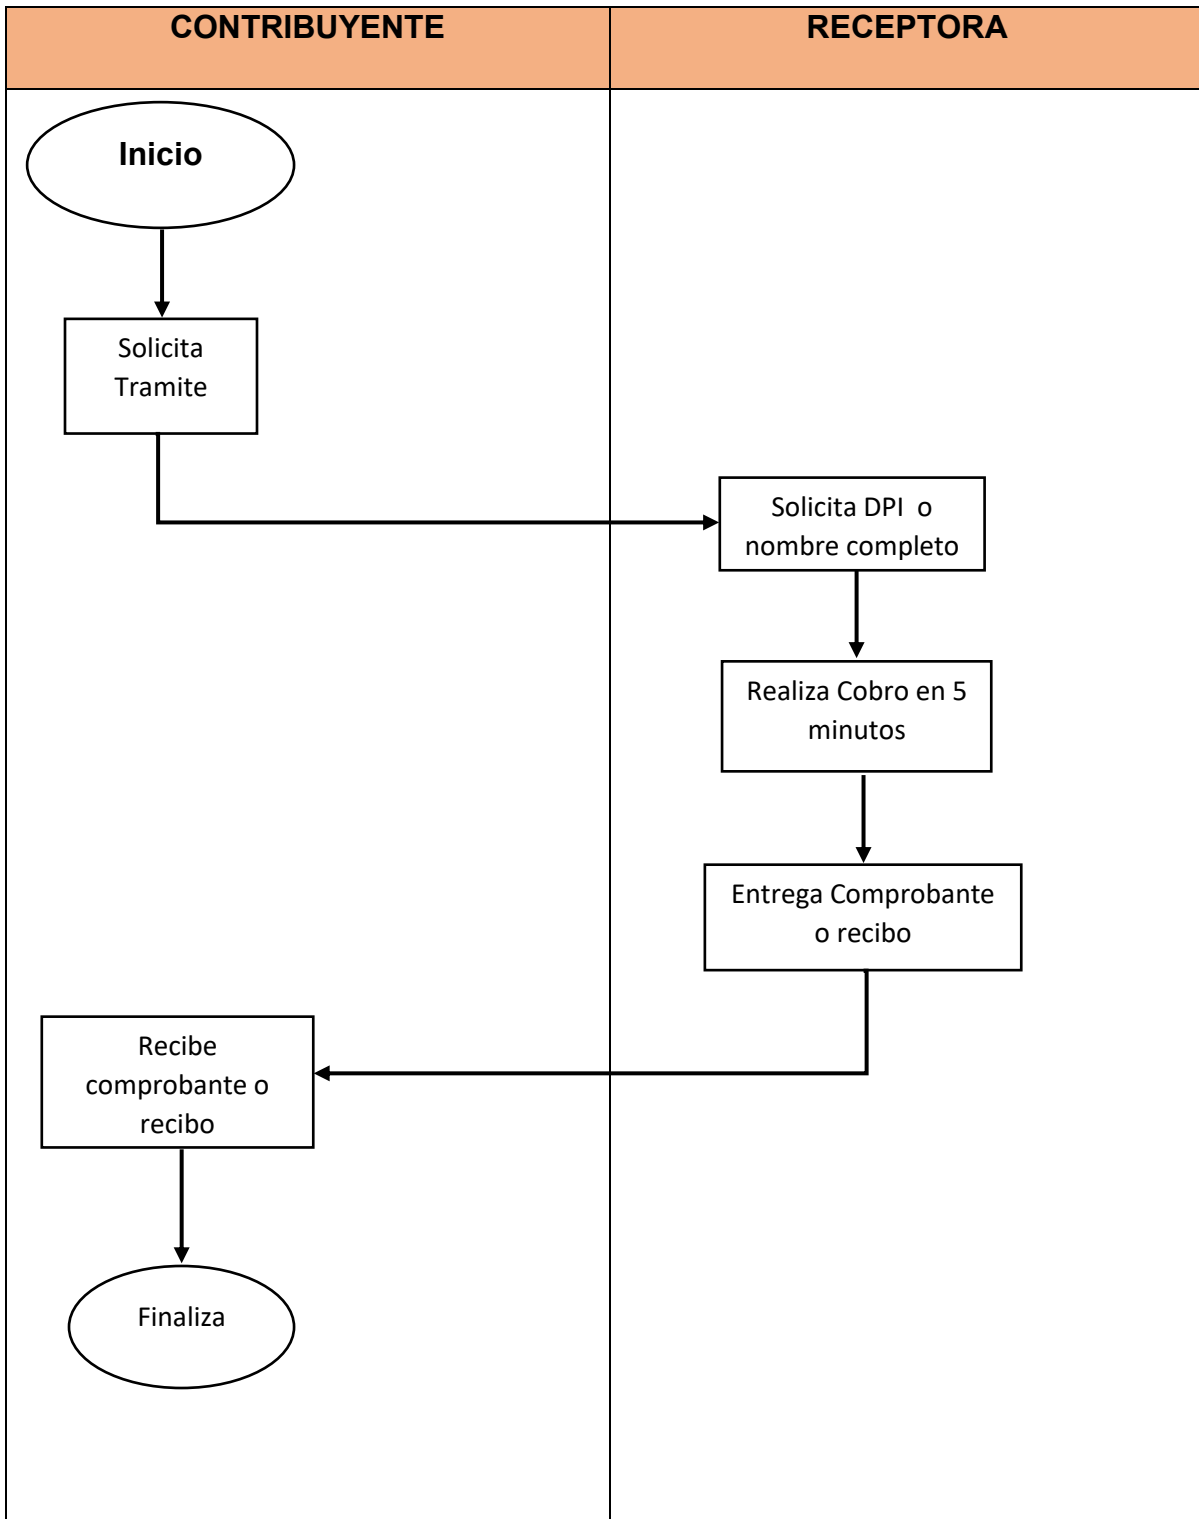 CONTRIBUYENTE
RECEPTORA
Inicio
Solicita
Tramite
Solicita DPI  o
nombre completo
Realiza Cobro en 5
minutos
Entrega Comprobante
o recibo
Recibe
comprobante o
recibo
Finaliza